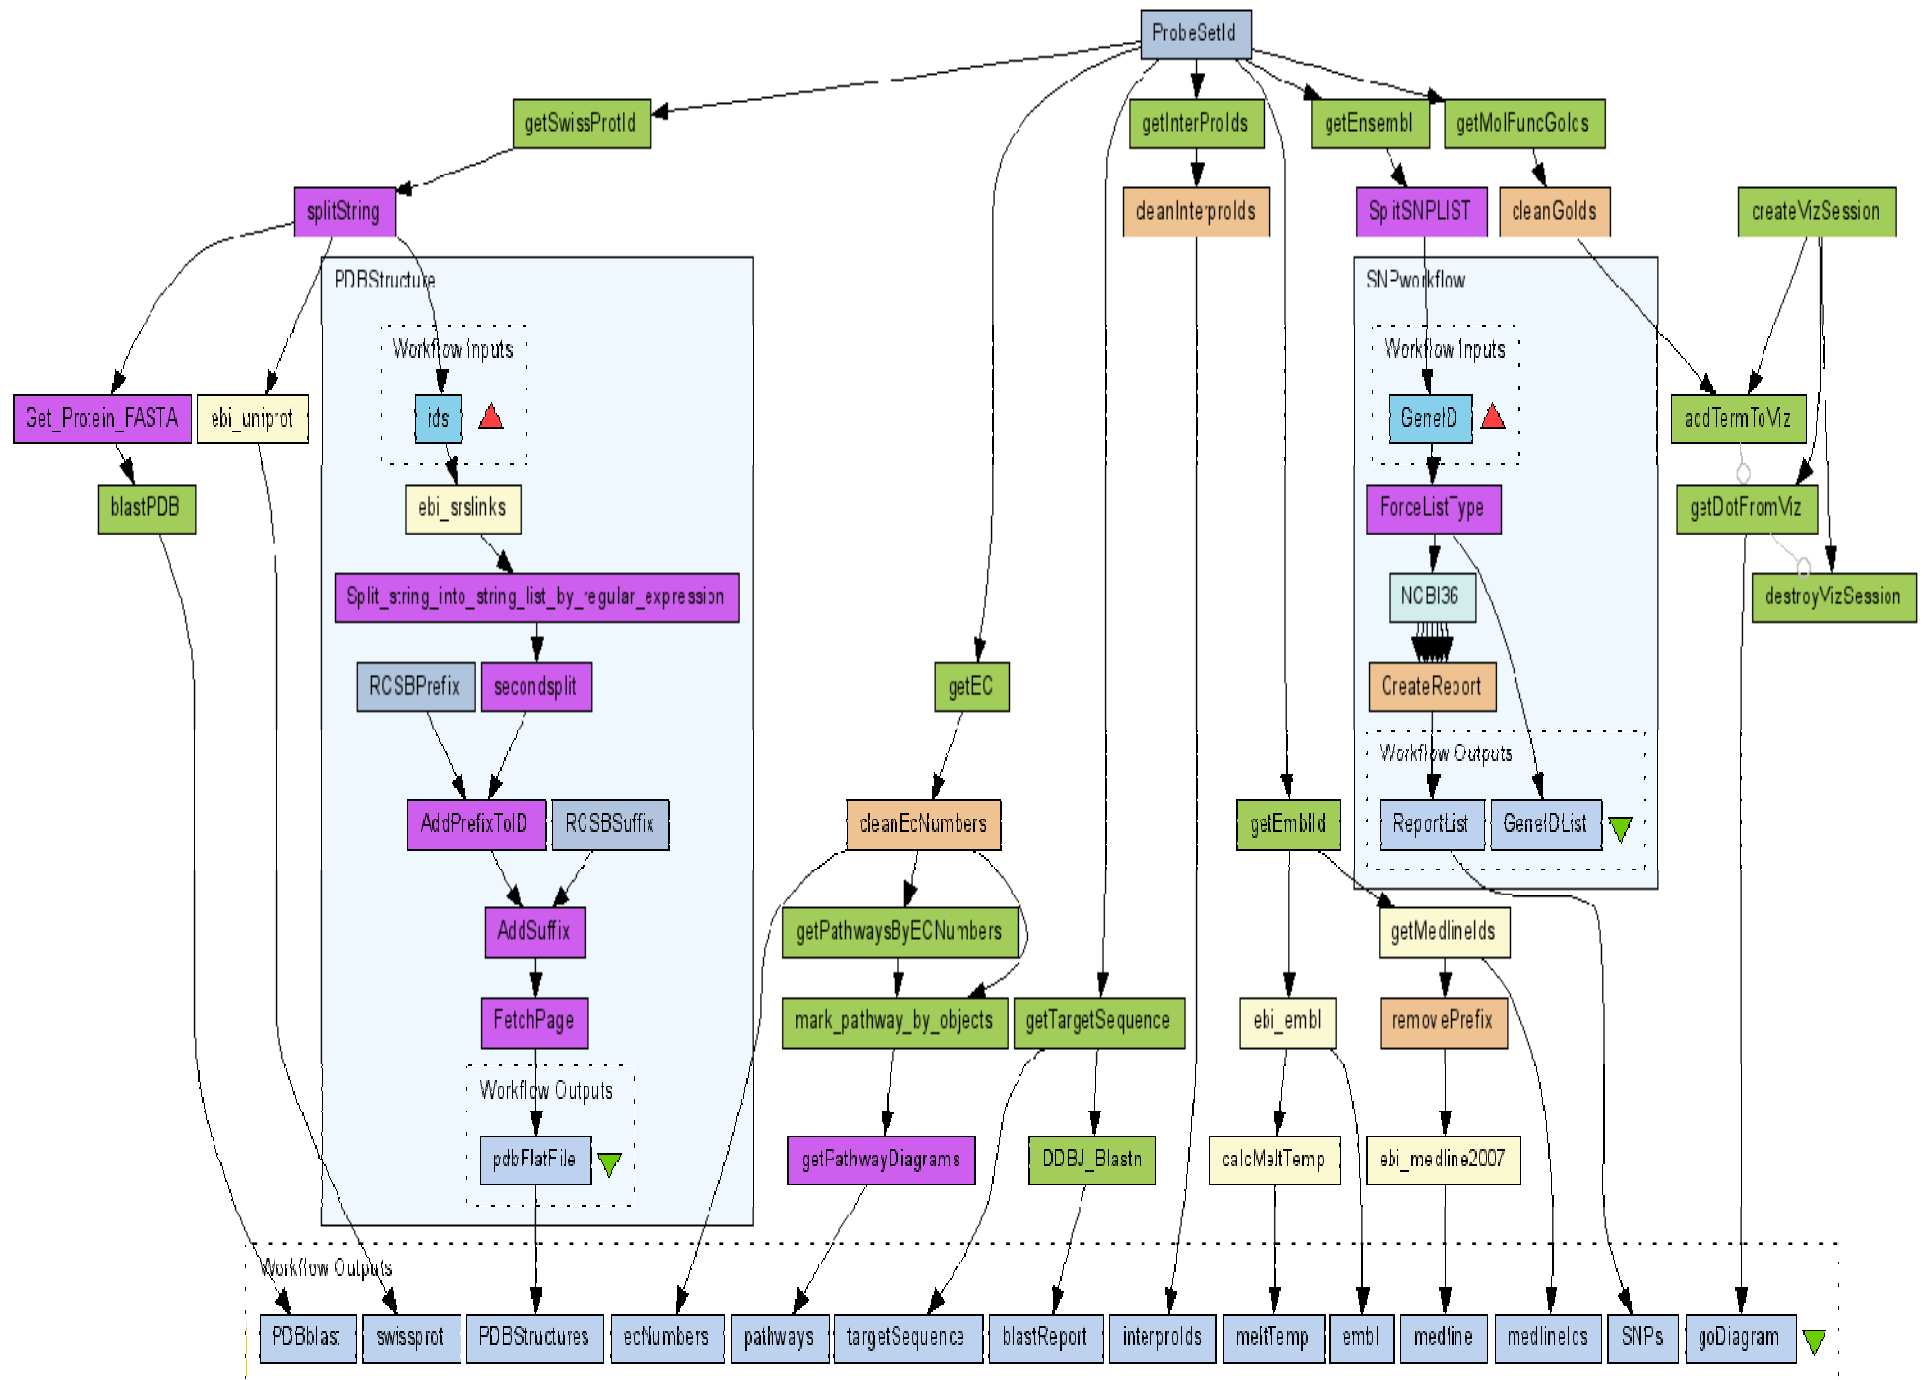 ProbeSetId
getSwissProtId
getInterProIds
getEnsembl
getMolFuncGoIds
splitString
cleanInterproIds
SplitSNPLIST
cleanGoIds
createVizSession
PDBStructure
SNPworkflow
Workflow Inputs
Workflow Inputs
Get_Protein_FASTA
ebi_uniprot
ids
GeneID
addTermToViz
blastPDB
ebi_srslinks
ForceListType
getDotFromViz
Split_string_into_string_list_by_regular_expression
NCBI36
destroyVizSession
RCSBPrefix
secondsplit
getEC
CreateReport
Workflow Outputs
AddPrefixToID
RCSBSuffix
cleanEcNumbers
getEmblId
ReportList
GeneIDList
AddSuffix
getPathwaysByECNumbers
getMedlineIds
FetchPage
mark_pathway_by_objects
getTargetSequence
ebi_embl
removePrefix
Workflow Outputs
pdbFlatFile
getPathwayDiagrams
DDBJ_Blastn
calcMeltTemp
ebi_medline2007
Workflow Outputs
PDBblast
swissprot
PDBStructures
ecNumbers
pathways
targetSequence
blastReport
interproIds
meltTemp
embl
medline
medlineIds
SNPs
goDiagram